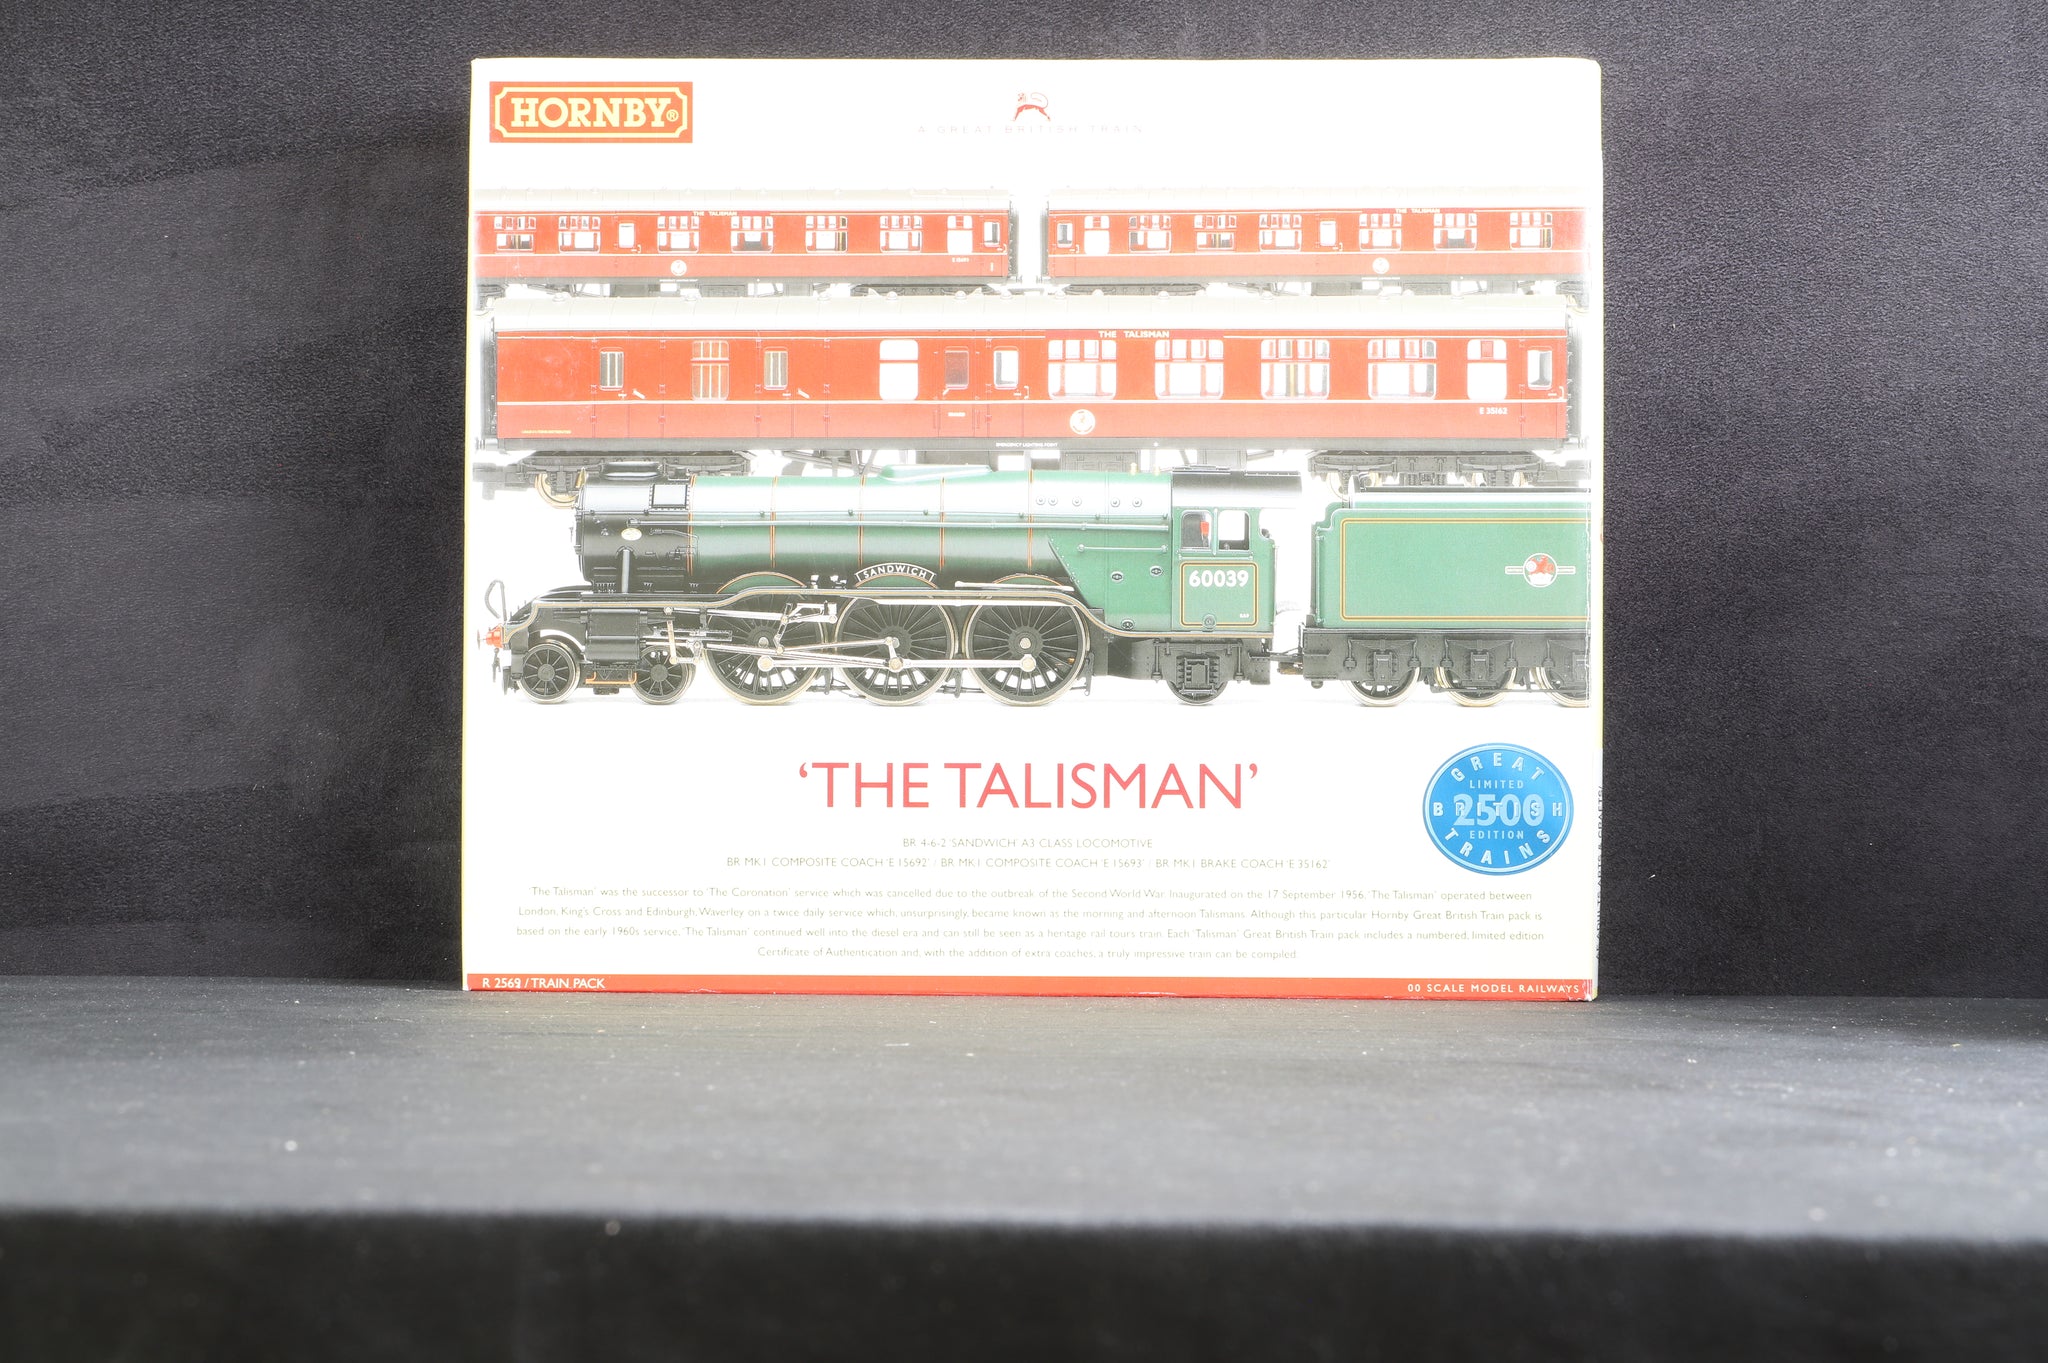 HORNBY®
A GREAT BRITISH TRAIN
THE TALISMAN
THE TALISMAN
THE TALISMAN
E 35162
EMERGENCY LIGHTING POINT
SANDWICH
60039
'THE TALISMAN'
GREAT
LIMITED
BRITISH
2500
EDITION
TRAINS
BR 4-6-2 'SANDWICH' A3 CLASS LOCOMOTIVE
BR MK1 COMPOSITE COACH 'E 15692' / BR MK1 COMPOSITE COACH 'E 15693' / BR MK1 BRAKE COACH 'E 35162'
'The Talisman' was the successor to 'The Coronation' service which was cancelled due to the outbreak of the Second World War. Inaugurated on the 17 September 1956, 'The Talisman' operated between
London, King's Cross and Edinburgh, Waverley on a twice daily service which, unsurprisingly, became known as the morning and afternoon Talismans. Although this particular Hornby Great British Train pack is
based on the early 1960s service, 'The Talisman' continued well into the diesel era and can still be seen as a heritage rail tours train. Each 'Talisman' Great British Train pack includes a numbered, limited edition
Certificate of Authentication and, with the addition of extra coaches, a truly impressive train can be compiled.
R 2569 / TRAIN PACK
00 SCALE MODEL RAILWAYS